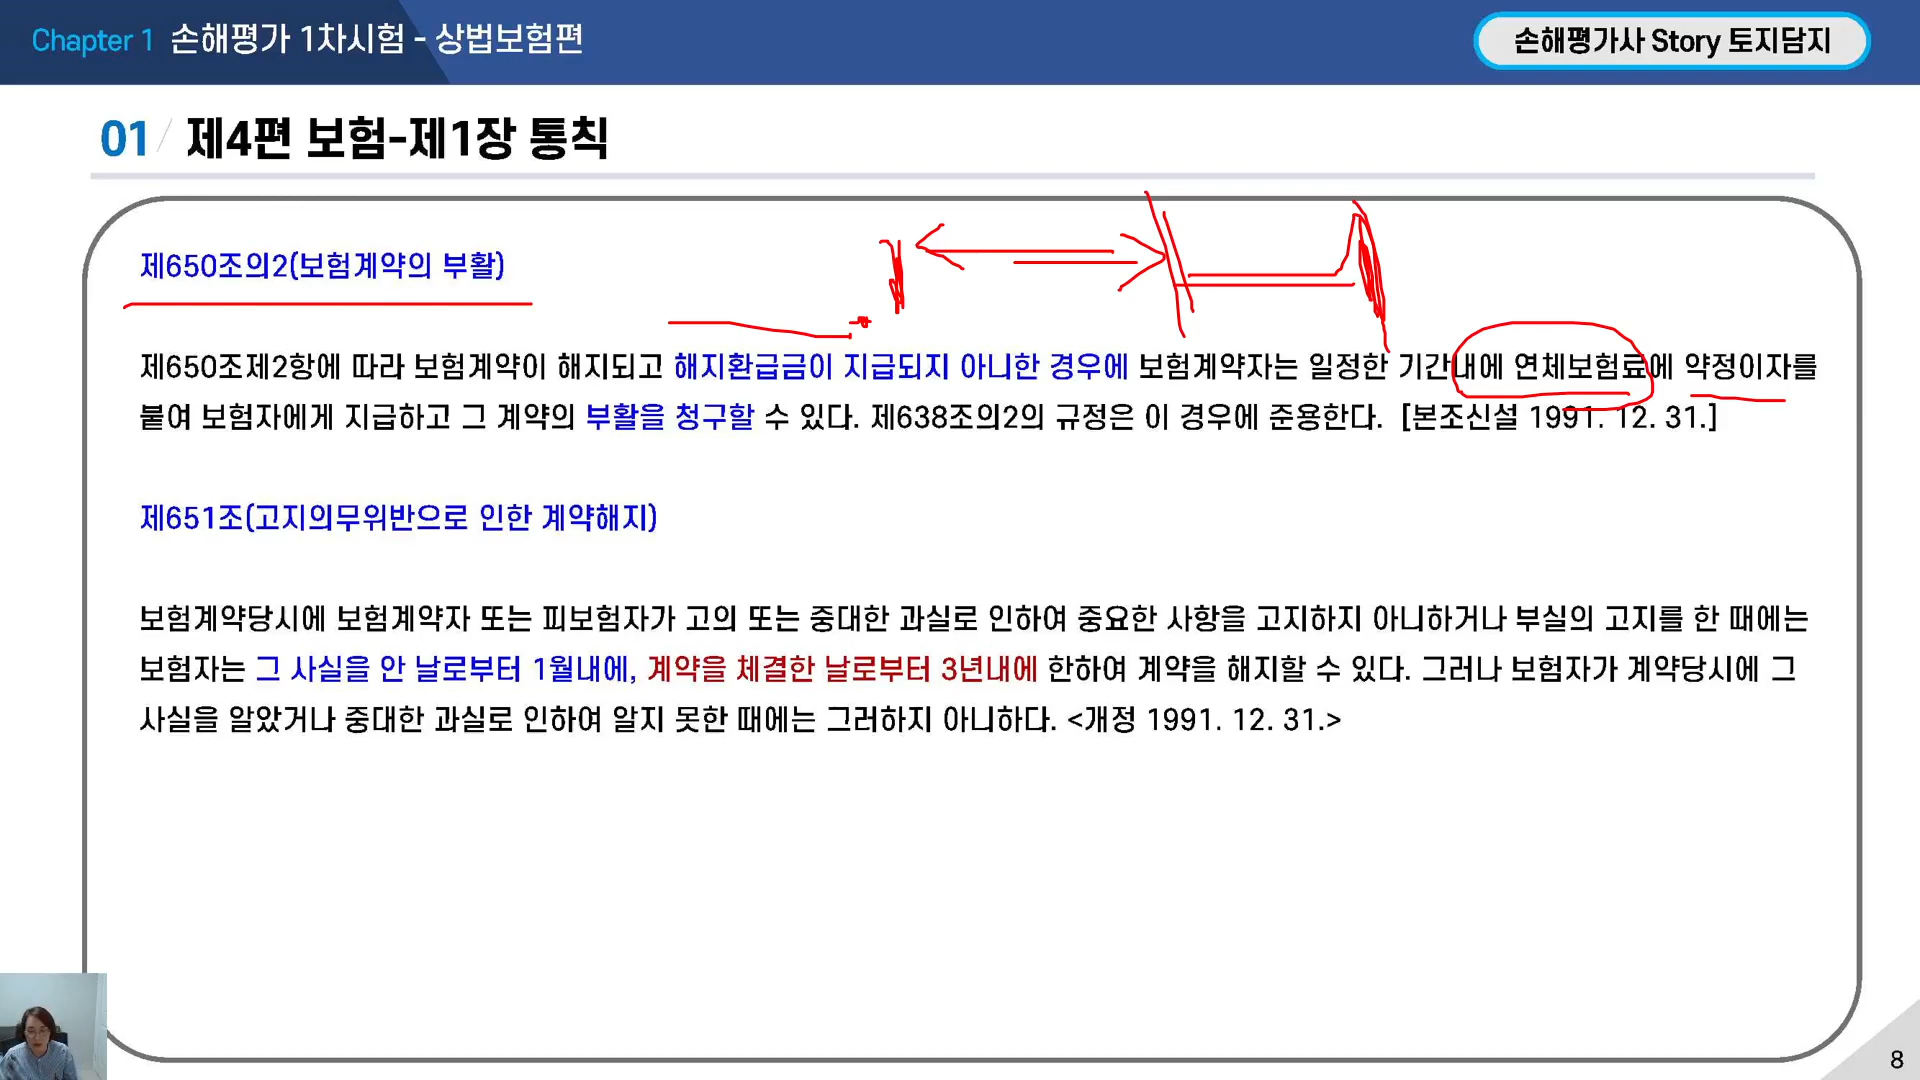 Chapter 1 손해평가 1차시험 - 상법보험편
손해평가사 Story 토지담지
01 / 제4편 보험-제1장 통칙
제650조의2(보험계약의 부활)
제650조제2항에 따라 보험계약이 해지되고 해지환급금이 지급되지 아니한 경우에 보험계약자는 일정한 기간내에 연체보험료에 약정이자를
붙여 보험자에게 지급하고 그 계약의 부활을 청구할 수 있다. 제638조의2의 규정은 이 경우에 준용한다. [본조신설 1991. 12. 31.]
제651조(고지의무위반으로 인한 계약해지)
보험계약당시에 보험계약자 또는 피보험자가 고의 또는 중대한 과실로 인하여 중요한 사항을 고지하지 아니하거나 부실의 고지를 한 때에는
보험자는 그 사실을 안 날로부터 1월내에, 계약을 체결한 날로부터 3년내에 한하여 계약을 해지할 수 있다. 그러나 보험자가 계약당시에 그
사실을 알았거나 중대한 과실로 인하여 알지 못한 때에는 그러하지 아니하다. <개정 1991. 12. 31.>
8